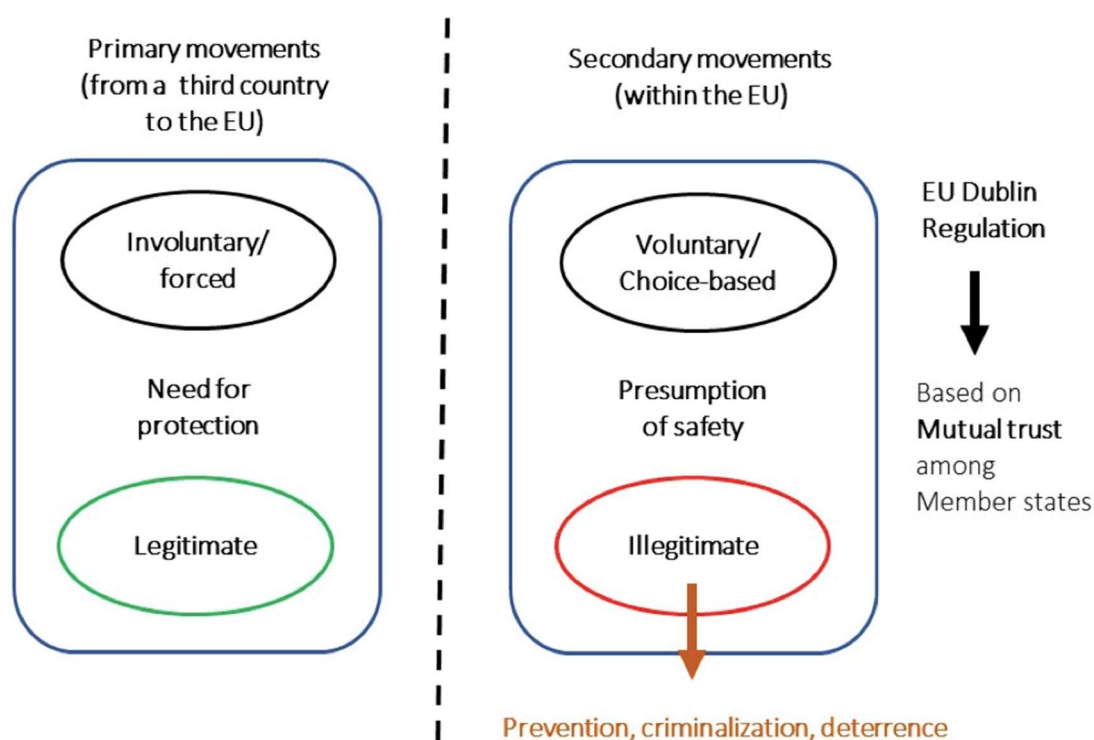 Primary movements
(from a third country
to the EU)
Involuntary/
forced
Need for
protection
Legitimate
Secondary movements
(within the EU)
Voluntary/
Choice-based
Presumption
of safety
Illegitimate
Prevention, criminalization, deterrence
EU Dublin
Regulation
Based on
Mutual trust
among
Member states